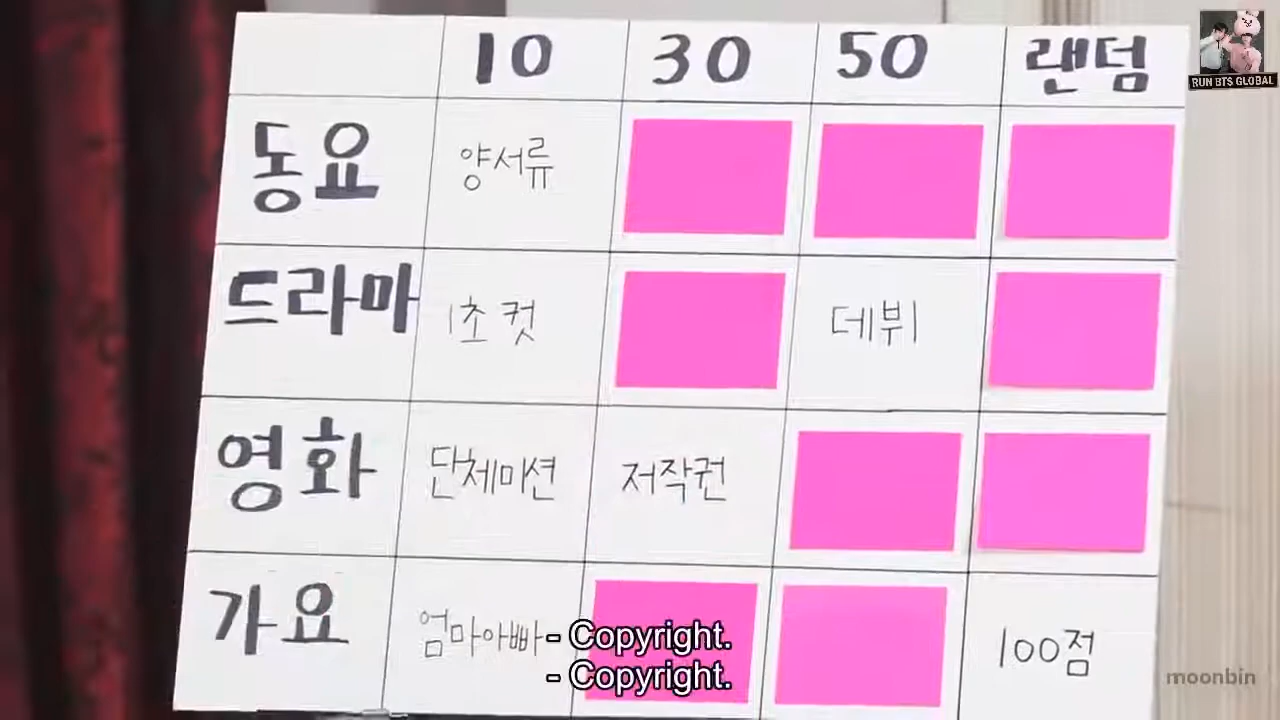 10 30 50 랜덤
RUN BTS GLOBAL
동요 양서류
드라마 1초 컷 데뷔
영화 단체미션 저작권
가요 엄마아빠 100점
- Copyright.
- Copyright.
moonbin